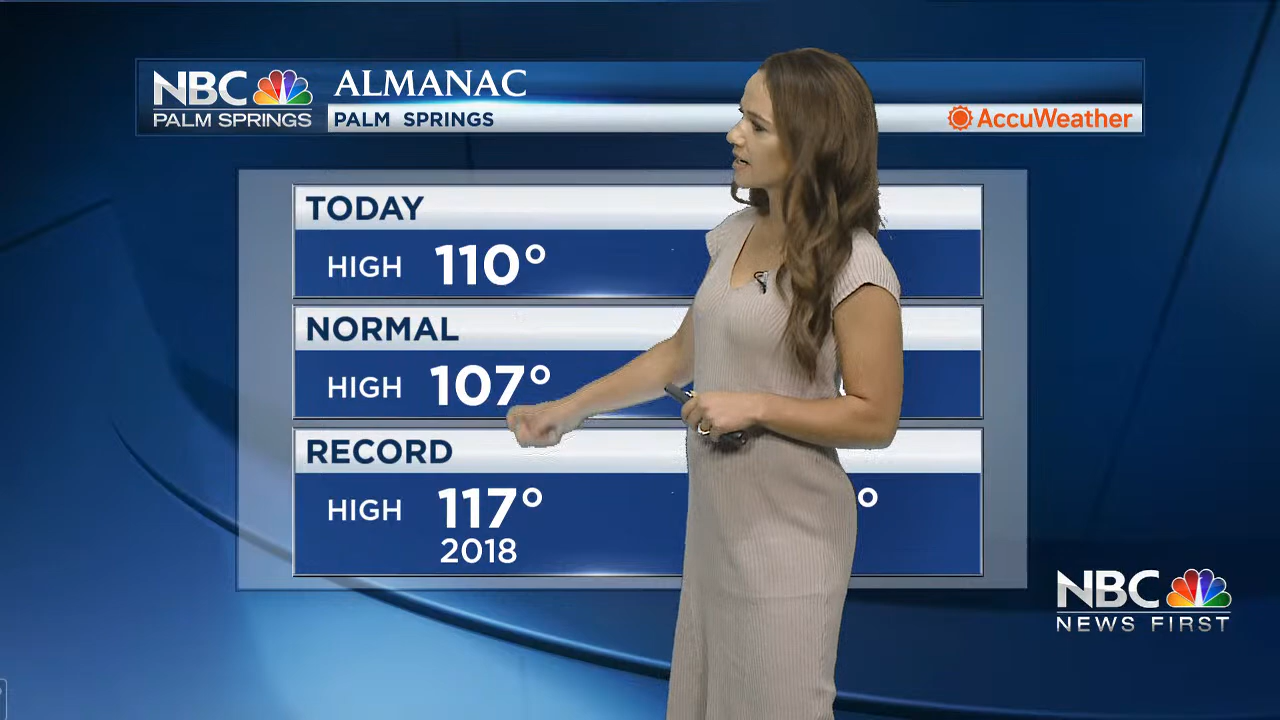 NBC
PALM SPRINGS
ALMANAC
PALM SPRINGS
AccuWeather
TODAY
HIGH 110°
NORMAL
HIGH 107°
RECORD
HIGH 117° °
2018
NBC
NEWS FIRST